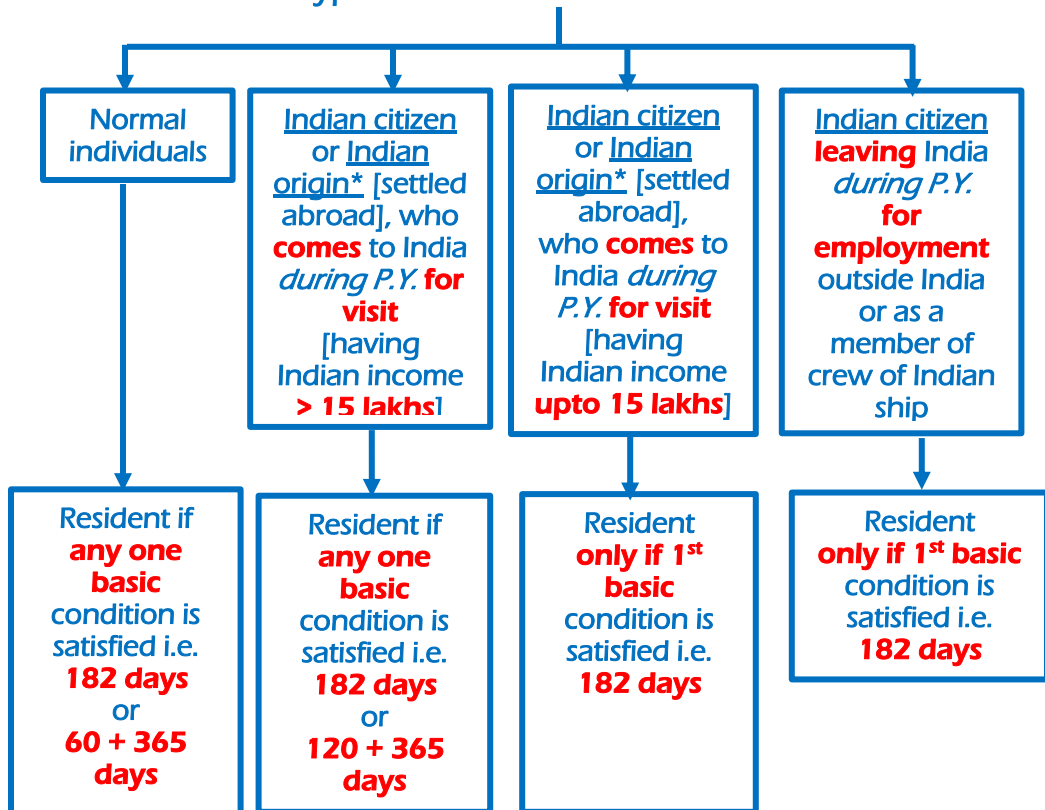 Normal
individuals
Indian citizen
or Indian
origin* [settled
abroad], who
comes to India
during P.Y. for
visit
[having
Indian income
> 15 lakhs]
Indian citizen
or Indian
origin* [settled
abroad],
who comes to
India during
P.Y. for visit
[having
Indian income
upto 15 lakhs]
Indian citizen
leaving India
during P.Y.
for
employment
outside India
or as a
member of
crew of Indian
ship
Resident if
any one
basic
condition is
satisfied i.e.
182 days
or
60 + 365
days
Resident if
any one
basic
condition is
satisfied i.e.
182 days
or
120 + 365
days
Resident
only if 1st
basic
condition is
satisfied i.e.
182 days
Resident
only if 1st basic
condition is
satisfied i.e.
182 days